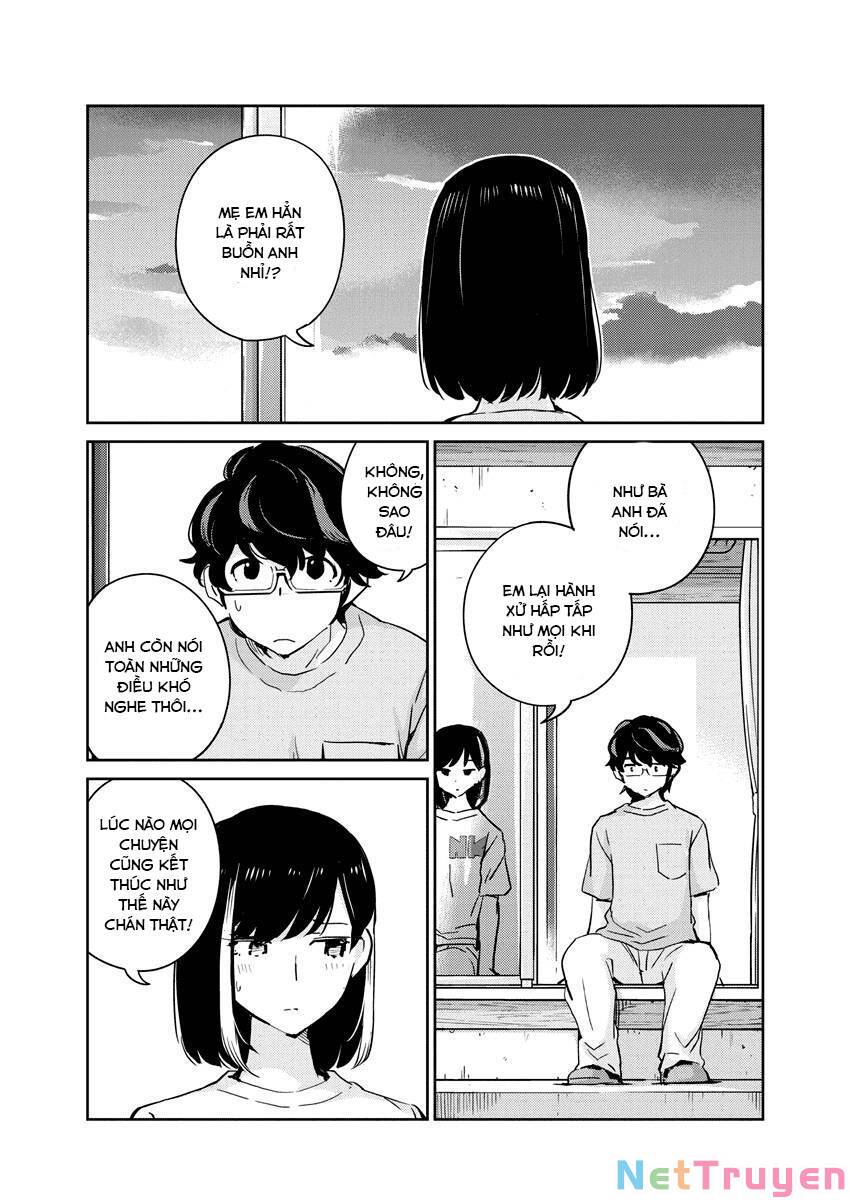 MẸ EM HẲN
LÀ PHẢI RẤT
BUỒN ANH
NHỈ!?
NHƯ BÀ
ANH ĐÃ
NÓI...
EM LẠI HÀNH
XỬ HẤP TẤP
NHƯ MỌI KHI
RỒI!
KHÔNG,
KHÔNG
SAO
ĐÂU!
ANH CÒN NÓI
TOÀN NHỮNG
ĐIỀU KHÓ
NGHE THÔI...
LÚC NÀO MỌI
CHUYỆN
CŨNG KẾT
THÚC NHƯ
THẾ NÀY
CHÁN THẬT!
NetTruyen